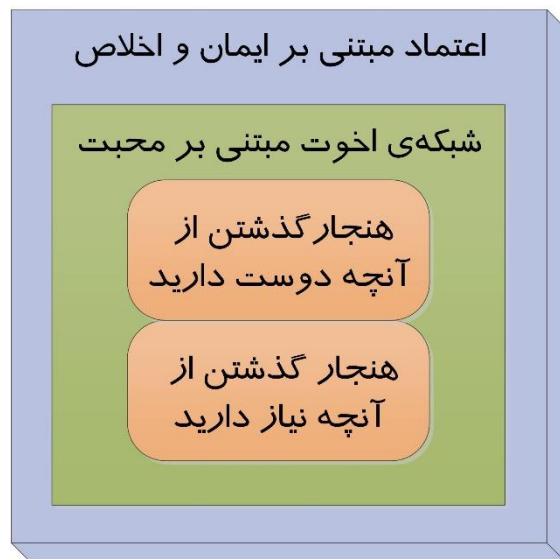 اعتماد مبتنی بر ایمان و اخلاص
شبکه‌ی اخوت مبتنی بر محبت
هنجار گذشتن از
آنچه دوست دارید
هنجار گذشتن از
آنچه نیاز دارید